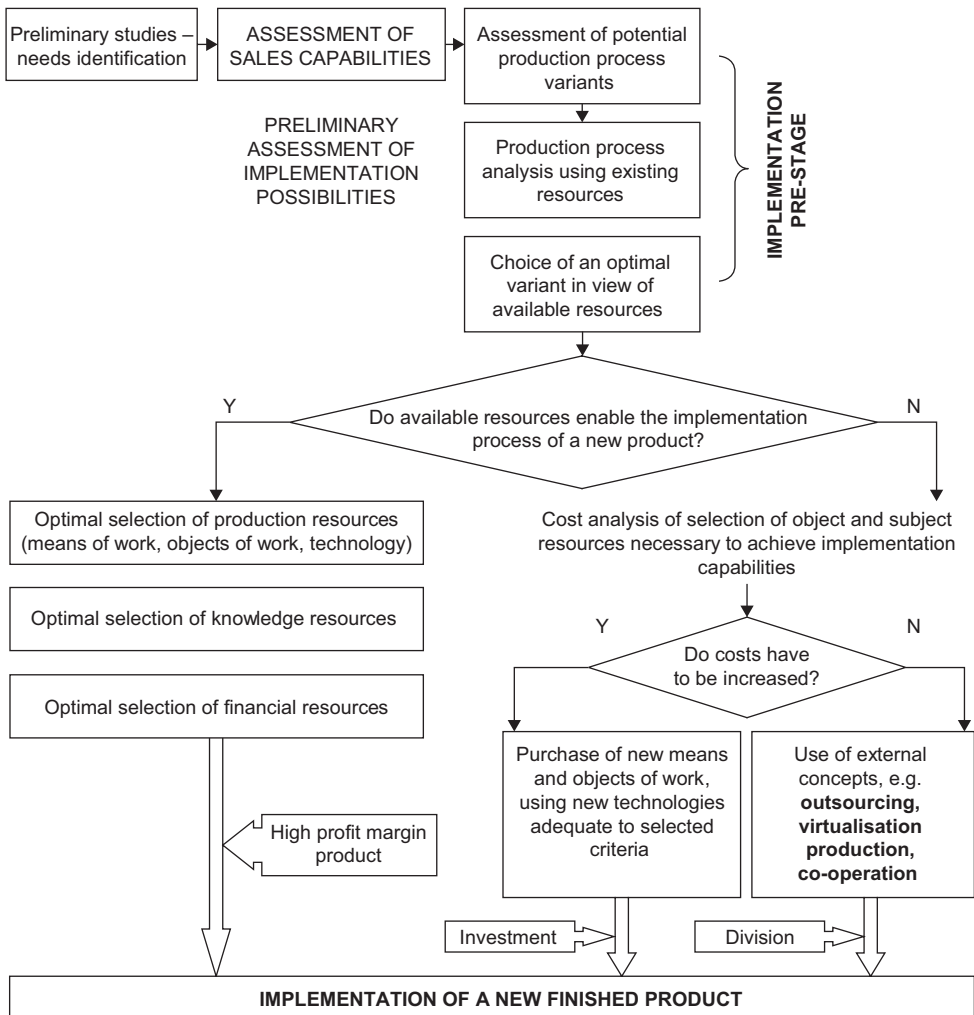 Preliminary studies –
needs identification
ASSESSMENT OF
SALES CAPABILITIES
Assessment of potential
production process
variants
PRELIMINARY
ASSESSMENT OF
IMPLEMENTATION
POSSIBILITIES
Production process
analysis using existing
resources
IMPLEMENTATION
PRE-STAGE
Choice of an optimal
variant in view of
available resources
Y
N
Do available resources enable the implementation
process of a new product?
Optimal selection of production resources
(means of work, objects of work, technology)
Cost analysis of selection of object and subject
resources necessary to achieve implementation
capabilities
Optimal selection of knowledge resources
Y
N
Do costs have
to be increased?
Optimal selection of financial resources
Purchase of new means
and objects of work,
using new technologies
adequate to selected
criteria
Use of external
concepts, e.g.
outsourcing,
virtualisation
production,
co-operation
High profit margin
product
Investment
Division
IMPLEMENTATION OF A NEW FINISHED PRODUCT